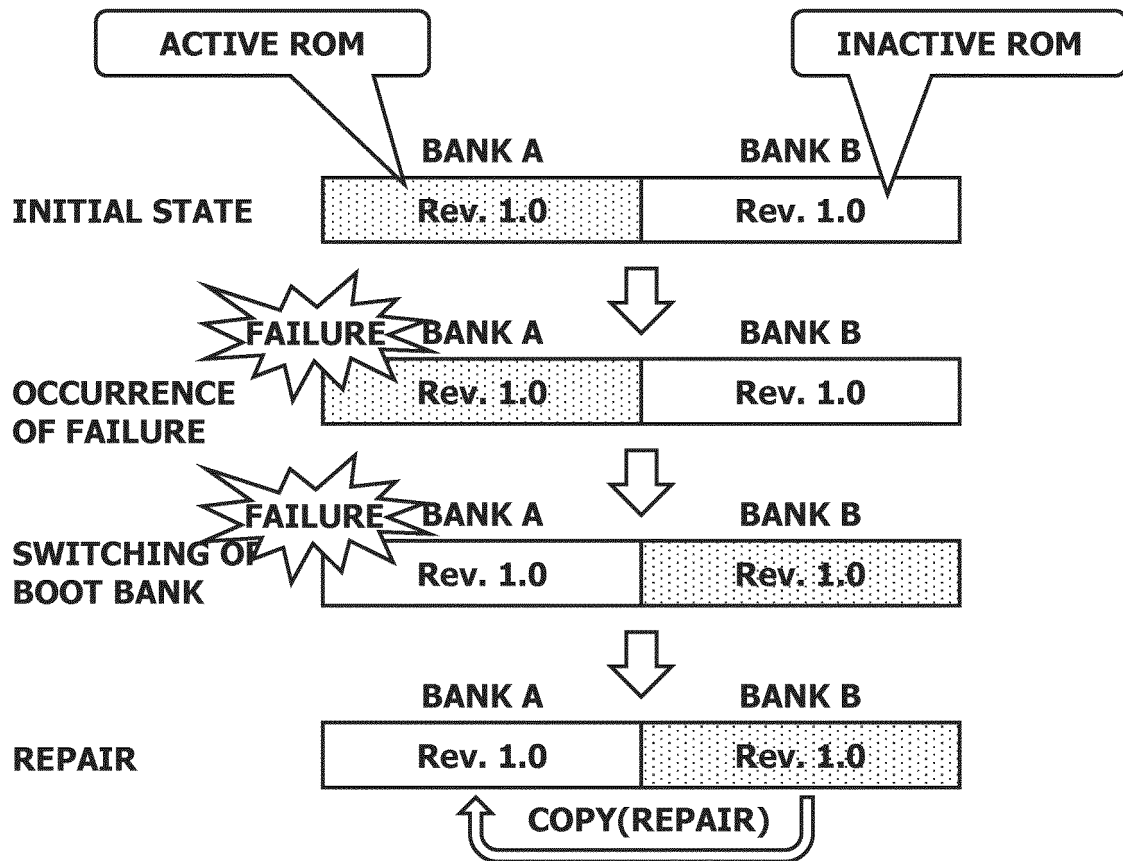 ACTIVE ROM
INACTIVE ROM
BANK A
BANK B
INITIAL STATE
Rev. 1.0
Rev. 1.0
FAILURE
BANK A
BANK B
OCCURRENCE
OF FAILURE
Rev. 1.0
Rev. 1.0
FAILURE
BANK A
BANK B
SWITCHING OF
BOOT BANK
Rev. 1.0
Rev. 1.0
BANK A
BANK B
REPAIR
Rev. 1.0
Rev. 1.0
COPY(REPAIR)